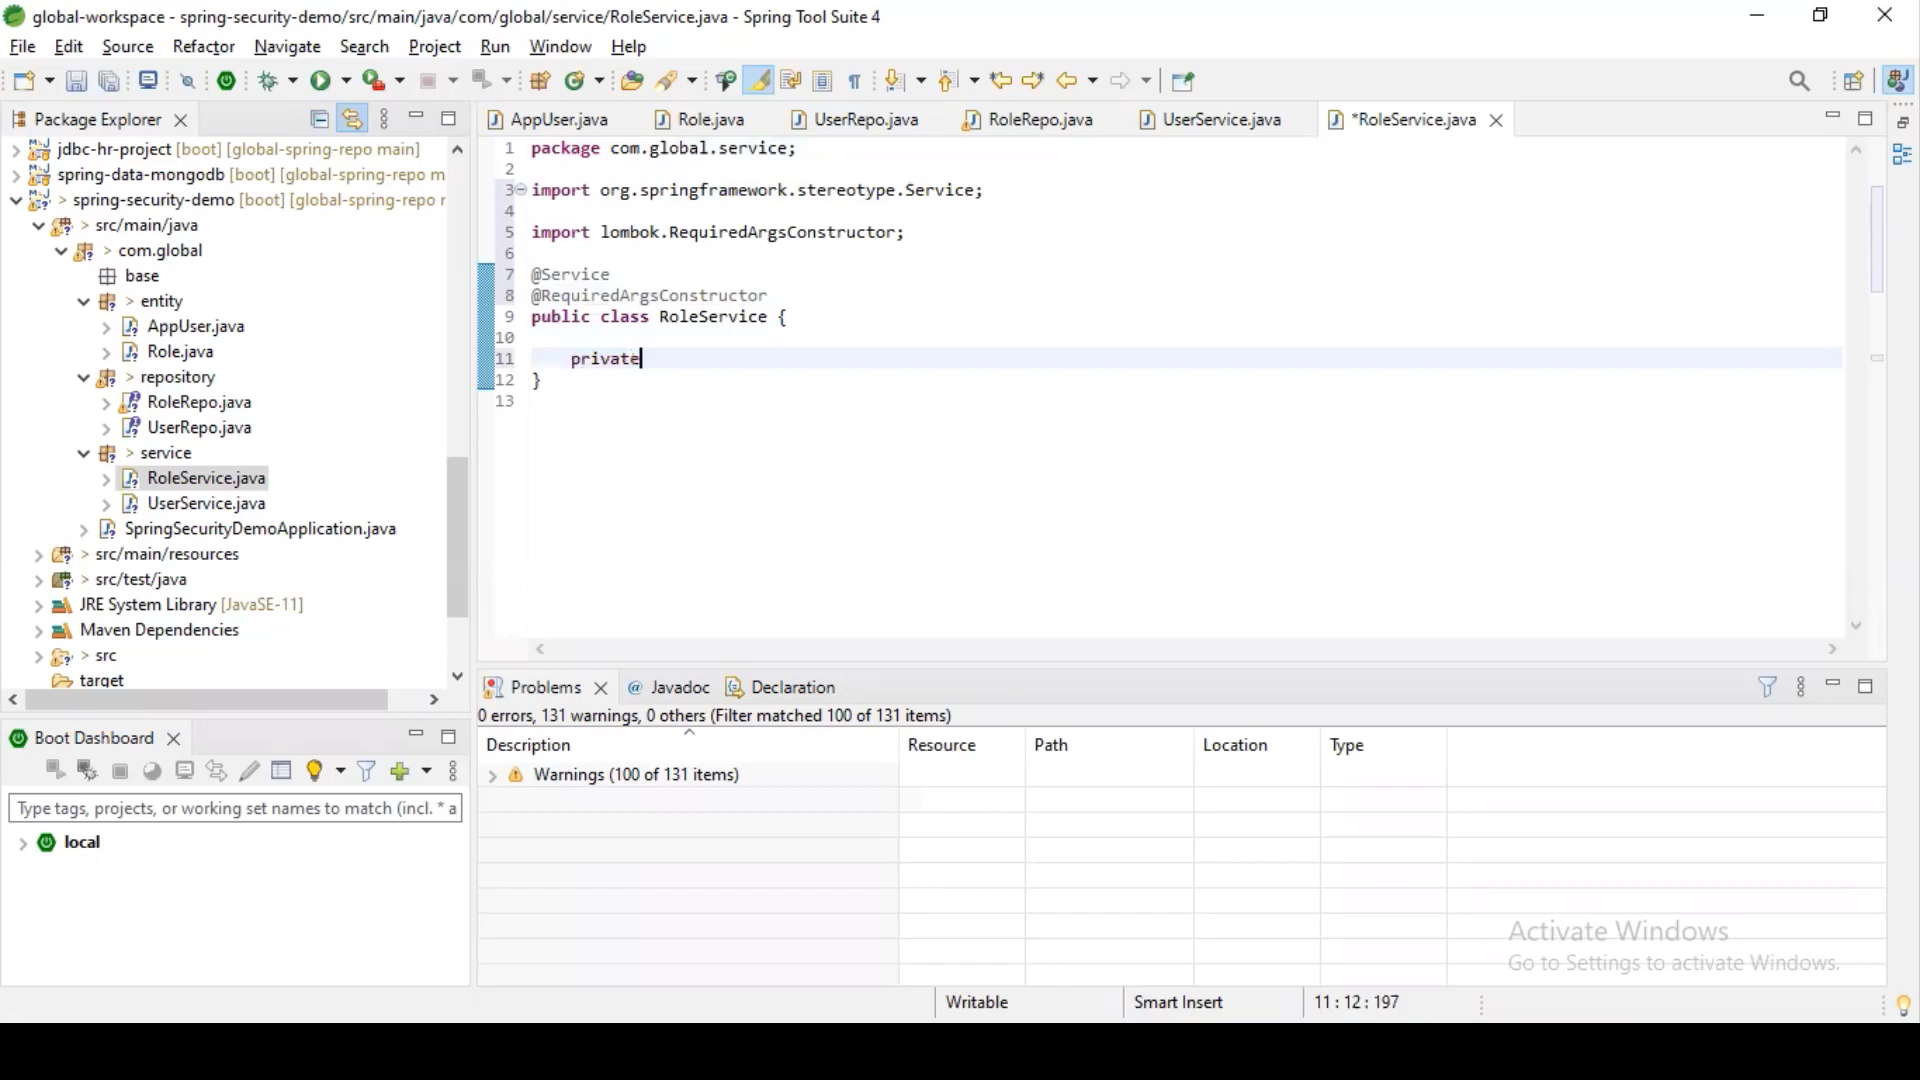 global-workspace - spring-security-demo/src/main/java/com/global/service/RoleService.java - Spring Tool Suite 4
File Edit Source Refactor Navigate Search Project Run Window Help
Package Explorer
jdbc-hr-project [boot] [global-spring-repo main]
spring-data-mongodb [boot] [global-spring-repo m
> spring-security-demo [boot] [global-spring-repo r
> src/main/java
> com.global
base
> entity
AppUser.java
Role.java
> repository
RoleRepo.java
UserRepo.java
> service
RoleService.java
UserService.java
SpringSecurityDemoApplication.java
> src/main/resources
> src/test/java
JRE System Library [JavaSE-11]
Maven Dependencies
> src
target
AppUser.java Role.java UserRepo.java RoleRepo.java UserService.java *RoleService.java
1 package com.global.service;
2
3 import org.springframework.stereotype.Service;
4
5 import lombok.RequiredArgsConstructor;
6
7 @Service
8 @RequiredArgsConstructor
9 public class RoleService {
10
11 private
12 }
13
Boot Dashboard
Type tags, projects, or working set names to match (incl. * a
local
Problems @ Javadoc Declaration
0 errors, 131 warnings, 0 others (Filter matched 100 of 131 items)
Description Resource Path Location Type
Warnings (100 of 131 items)
Activate Windows
Go to Settings to activate Windows.
Writable Smart Insert 11 : 12 : 197